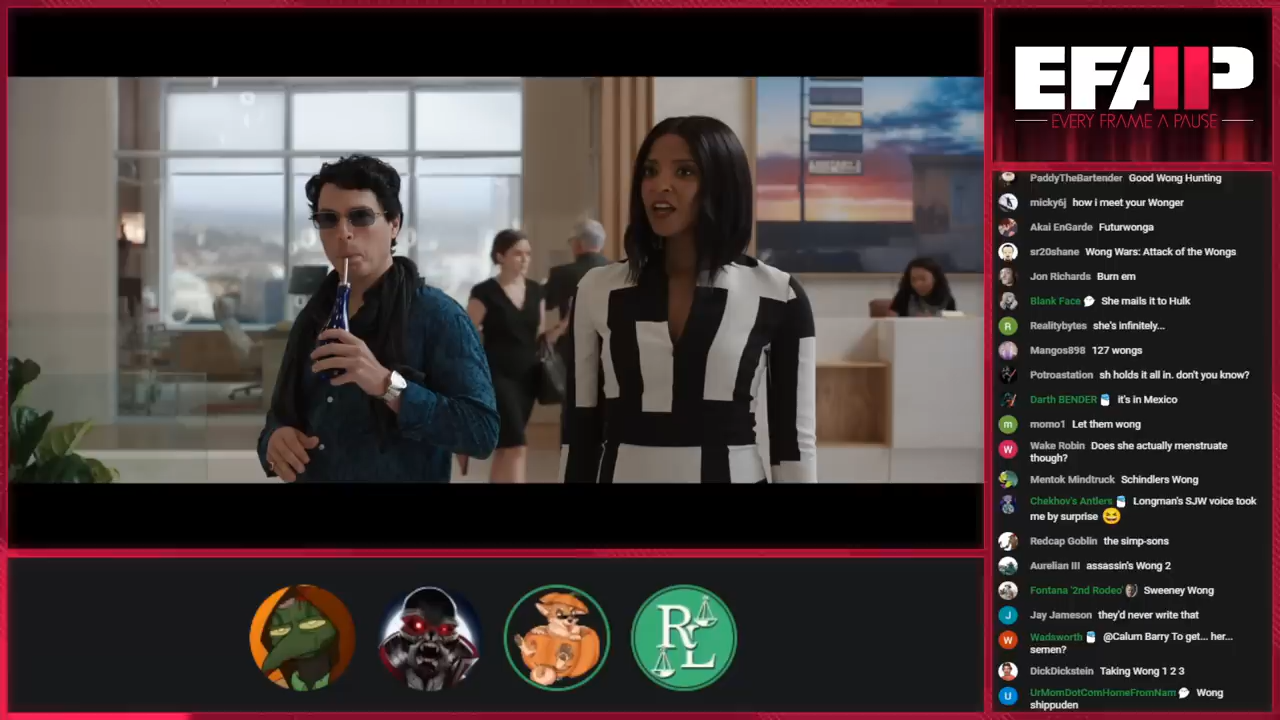 EFAP
EVERY FRAME A PAUSE
PaddyTheBartender Good Wong Hunting
micky6j how i meet your Wonger
Akai EnGarde Futurwonga
sr20shane Wong Wars: Attack of the Wongs
Jon Richards Burn em
Blank Face She mails it to Hulk
R
Realitybytes she's infinitely...
Mangos898 127 wongs
Potroastation sh holds it all in. don't you know?
Darth BENDER it's in Mexico
m
momo1 Let them wong
W
Wake Robin Does she actually menstruate
though?
Mentok Mindtruck Schindlers Wong
Chekhov's Antlers Longman's SJW voice took
me by surprise 😆
Redcap Goblin the simp-sons
Aurelian III assassin's Wong 2
Fontana '2nd Rodeo' Sweeney Wong
J
Jay Jameson they'd never write that
W
Wadsworth @Calum Barry To get... her...
semen?
DickDickstein Taking Wong 1 2 3
U
UrMomDotComHomeFromNam Wong
shippuden
RL